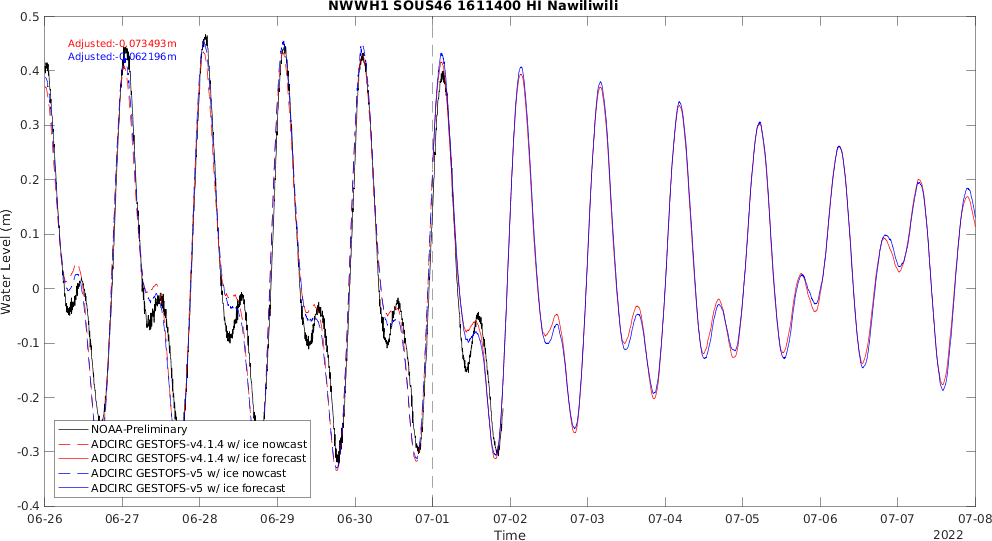 NWWH1 SOUS46 1611400 HI Nawiliwili
0.5
Adjusted:-0.073493m
Adjusted:-0.062196m
0.4
0.3
0.2
0.1
0
-0.1
-0.2
-0.3
-0.4
Water Level (m)
NOAA-Preliminary
ADCIRC GESTOFS-v4.1.4 w/ ice nowcast
ADCIRC GESTOFS-v4.1.4 w/ ice forecast
ADCIRC GESTOFS-v5 w/ ice nowcast
ADCIRC GESTOFS-v5 w/ ice forecast
06-26 06-27 06-28 06-29 06-30 07-01 07-02 07-03 07-04 07-05 07-06 07-07 07-08
Time
2022